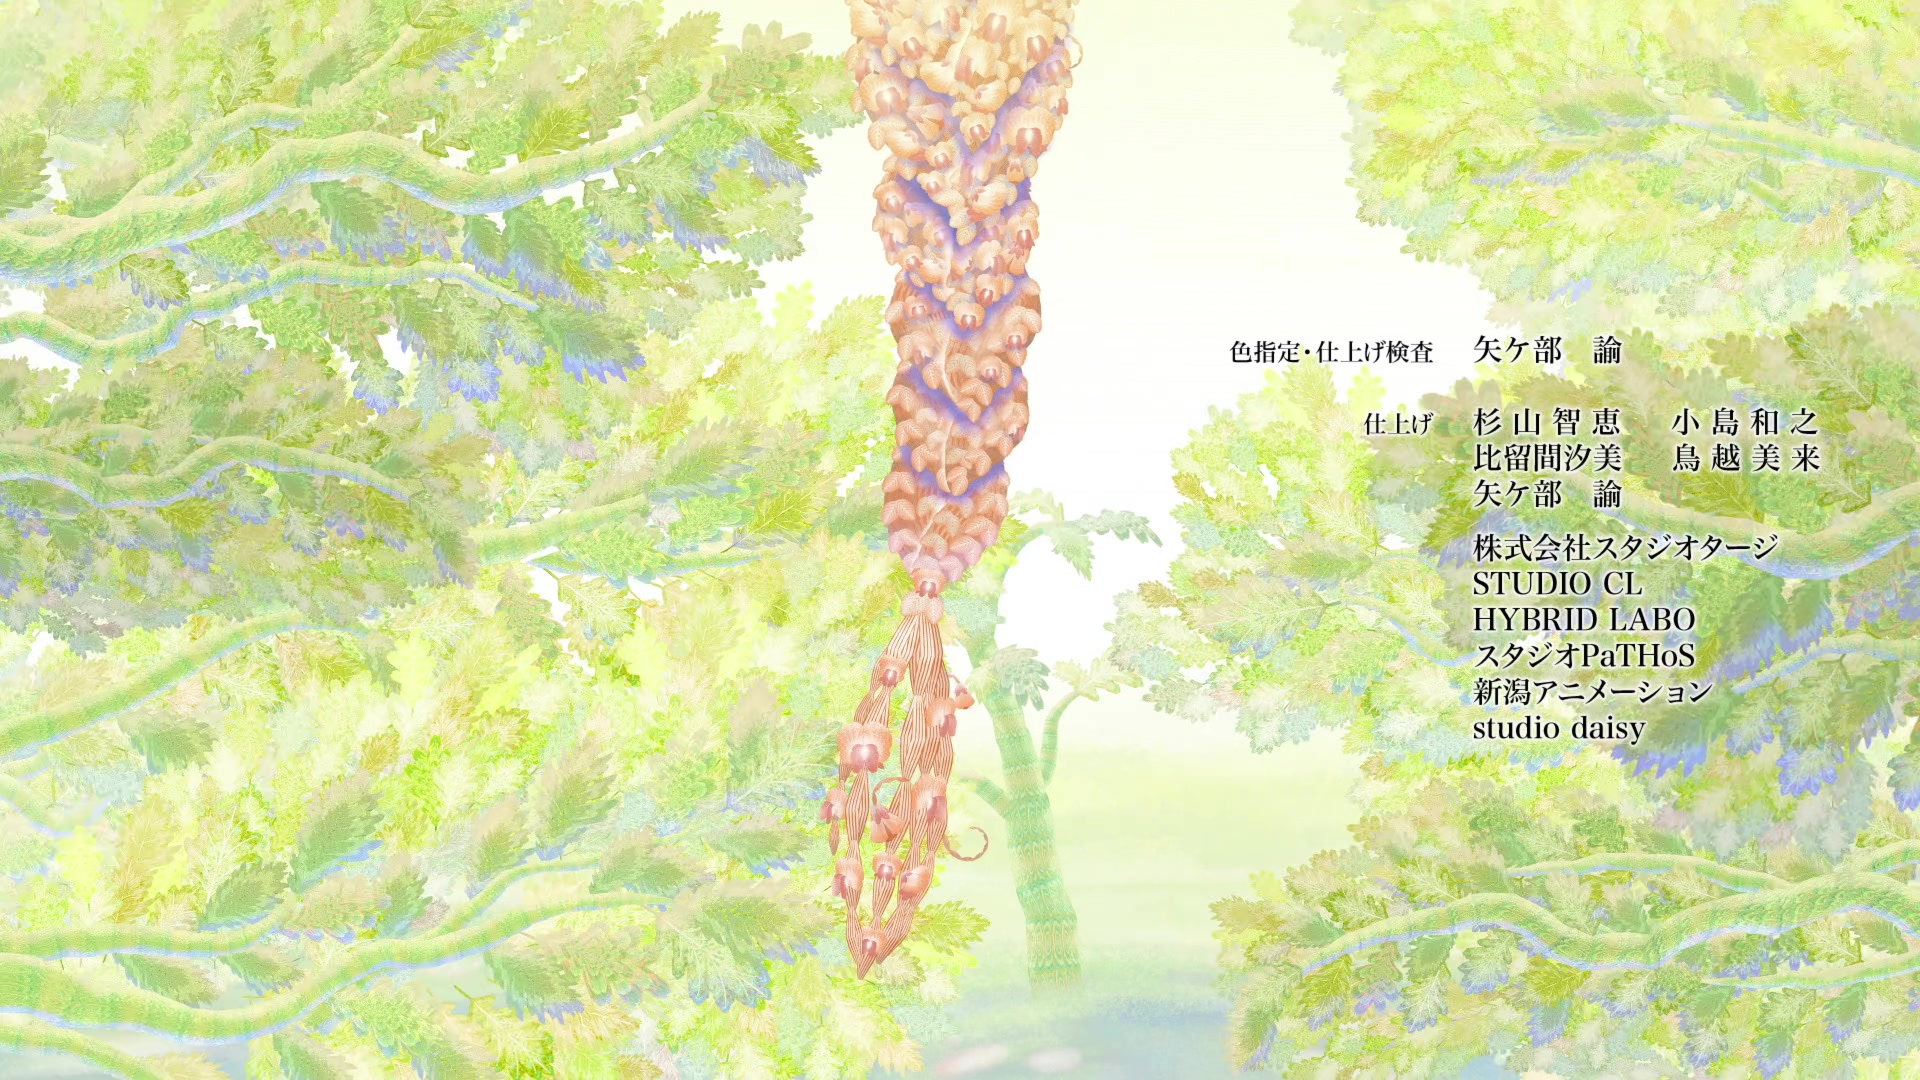 色指定・仕上げ検査　矢ケ部　諭
仕上げ　杉山智恵　小島和之
比留間汐美　鳥越美来
矢ケ部　諭
株式会社スタジオタージ
STUDIO CL
HYBRID LABO
スタジオPaTHoS
新潟アニメーション
studio daisy